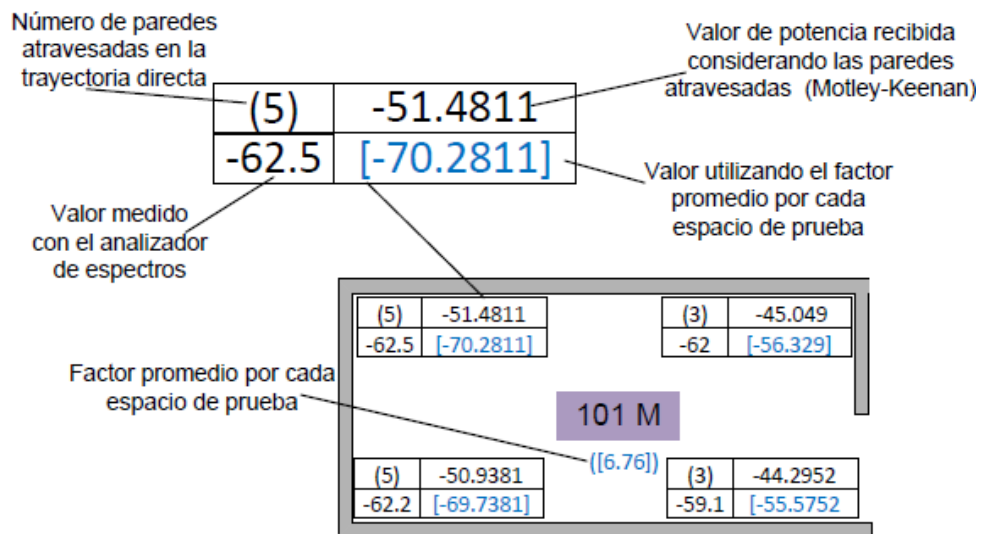 Número de paredes
atravesadas en la
trayectoria directa
Valor de potencia recibida
considerando las paredes
atravesadas (Motley-Keenan)
(5) -51.4811
-62.5 [-70.2811]
Valor utilizando el factor
promedio por cada
espacio de prueba
Valor medido
con el analizador
de espectros
(5) -51.4811
-62.5 [-70.2811]
(3) -45.049
-62 [-56.329]
Factor promedio por cada
espacio de prueba
101 M
([6.76])
(5) -50.9381
-62.2 [-69.7381]
(3) -44.2952
-59.1 [-55.5752